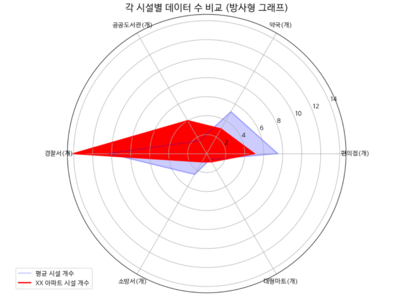 각 시설별 데이터 수 비교 (방사형 그래프)
공공도서관(개)
약국(개)
14
12
10
8
6
4
2
경찰서(개)
편의점(개)
소방서(개)
대형마트(개)
평균 시설 개수
XX 아파트 시설 개수